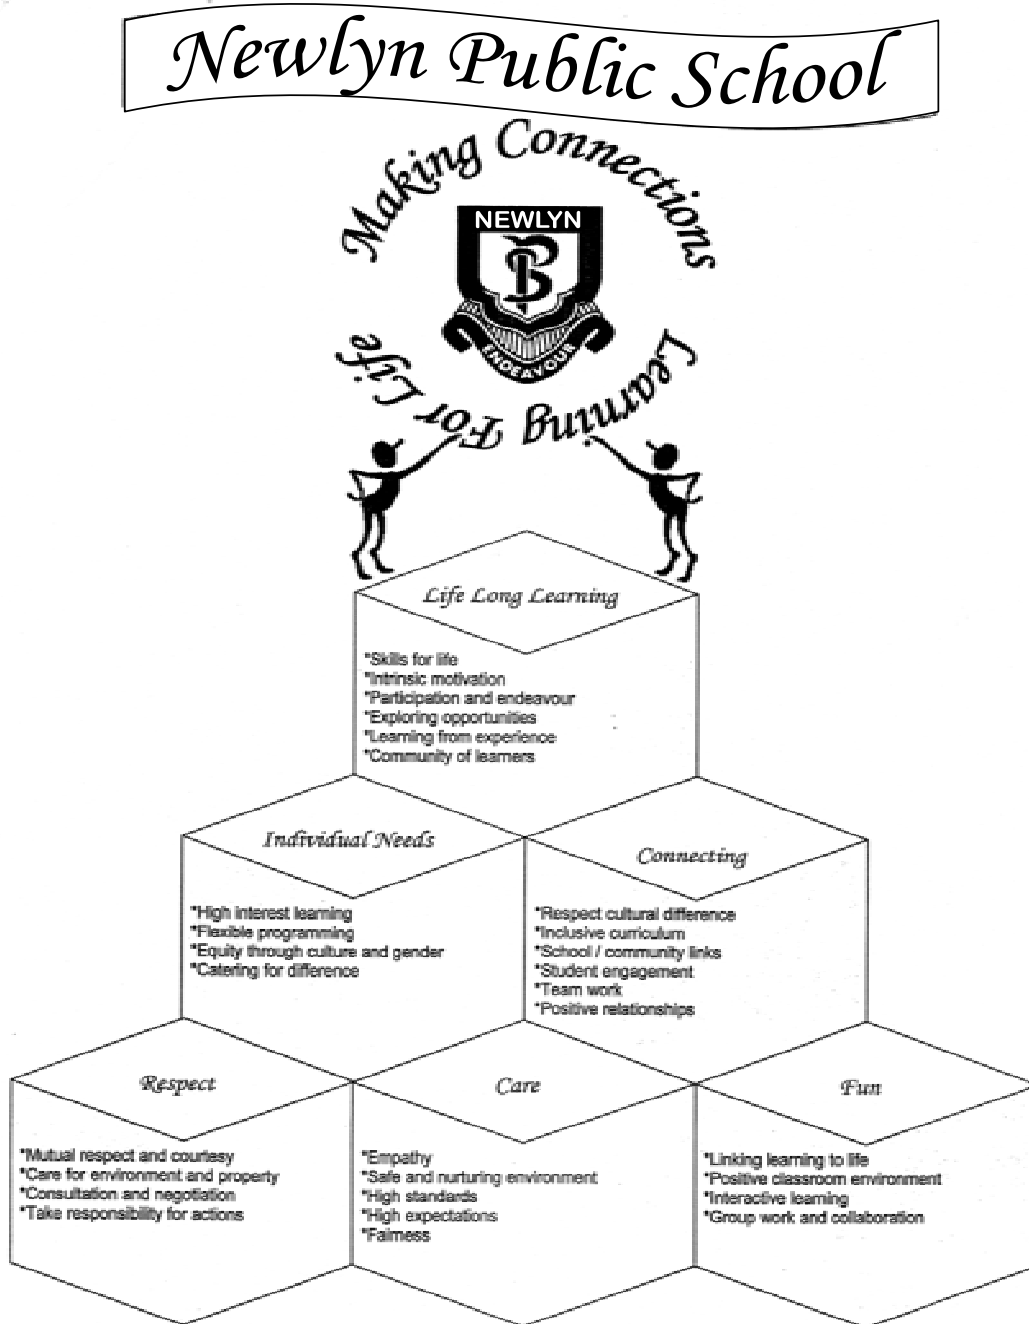 Newlyn Public School
Making Connections
NEWLYN
ENDEAVOUR
Learning For Life
Life Long Learning
*Skills for life
*Intrinsic motivation
*Participation and endeavour
*Exploring opportunities
*Learning from experience
*Community of learners
Individual Needs
*High interest learning
*Flexible programming
*Equity through culture and gender
*Catering for difference
Connecting
*Respect cultural difference
*Inclusive curriculum
*School / community links
*Student engagement
*Team work
*Positive relationships
Respect
*Mutual respect and courtesy
*Care for environment and property
*Consultation and negotiation
*Take responsibility for actions
Care
*Empathy
*Safe and nurturing environment
*High standards
*High expectations
*Fairness
Fun
*Linking learning to life
*Positive classroom environment
*Interactive learning
*Group work and collaboration